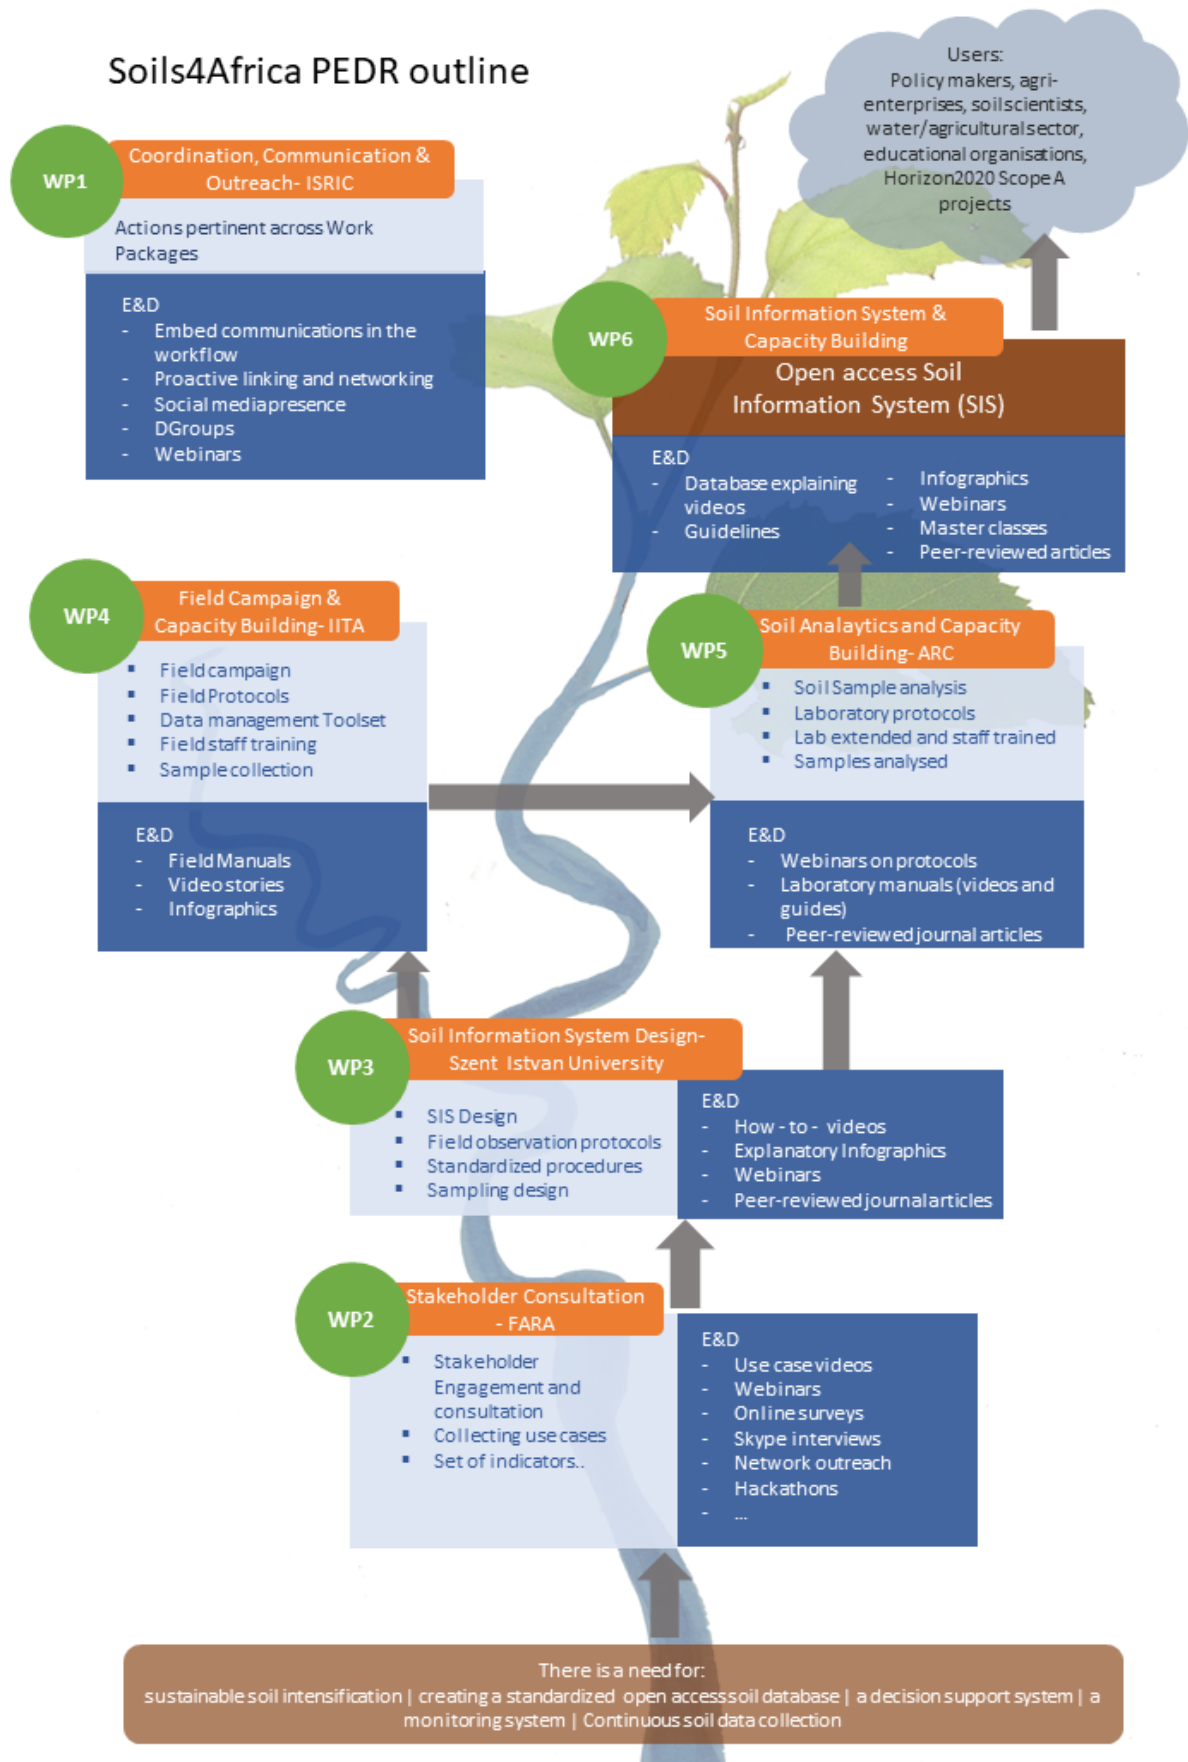 Soils4Africa PEDR outline
Users:
Policy makers, agri-
enterprises, soil scientists,
water/agricultural sector,
educational organisations,
Horizon2020 Scope A
projects
WP1
Coordination, Communication &
Outreach- ISRIC
Actions pertinent across Work
Packages
E&D
- Embed communications in the
workflow
- Proactive linking and networking
- Social media presence
- DGroups
- Webinars
WP6
Soil Information System &
Capacity Building
Open access Soil
Information System (SIS)
E&D
- Database explaining
videos
- Guidelines
- Infographics
- Webinars
- Master classes
- Peer-reviewed articles
WP4
Field Campaign &
Capacity Building- IITA
▪ Field campaign
▪ Field Protocols
▪ Data management Toolset
▪ Field staff training
▪ Sample collection
E&D
- Field Manuals
- Video stories
- Infographics
WP5
Soil Analaytics and Capacity
Building- ARC
▪ Soil Sample analysis
▪ Laboratory protocols
▪ Lab extended and staff trained
▪ Samples analysed
E&D
- Webinars on protocols
- Laboratory manuals (videos and
guides)
- Peer-reviewed journal articles
WP3
Soil Information System Design-
Szent Istvan University
▪ SIS Design
▪ Field observation protocols
▪ Standardized procedures
▪ Sampling design
E&D
- How - to - videos
- Explanatory Infographics
- Webinars
- Peer-reviewed journal articles
WP2
Stakeholder Consultation
- FARA
▪ Stakeholder
Engagement and
consultation
▪ Collecting use cases
▪ Set of indicators..
E&D
- Use case videos
- Webinars
- Online surveys
- Skype interviews
- Network outreach
- Hackathons
- ...
There is a need for:
sustainable soil intensification | creating a standardized open access soil database | a decision support system | a
monitoring system | Continuous soil data collection